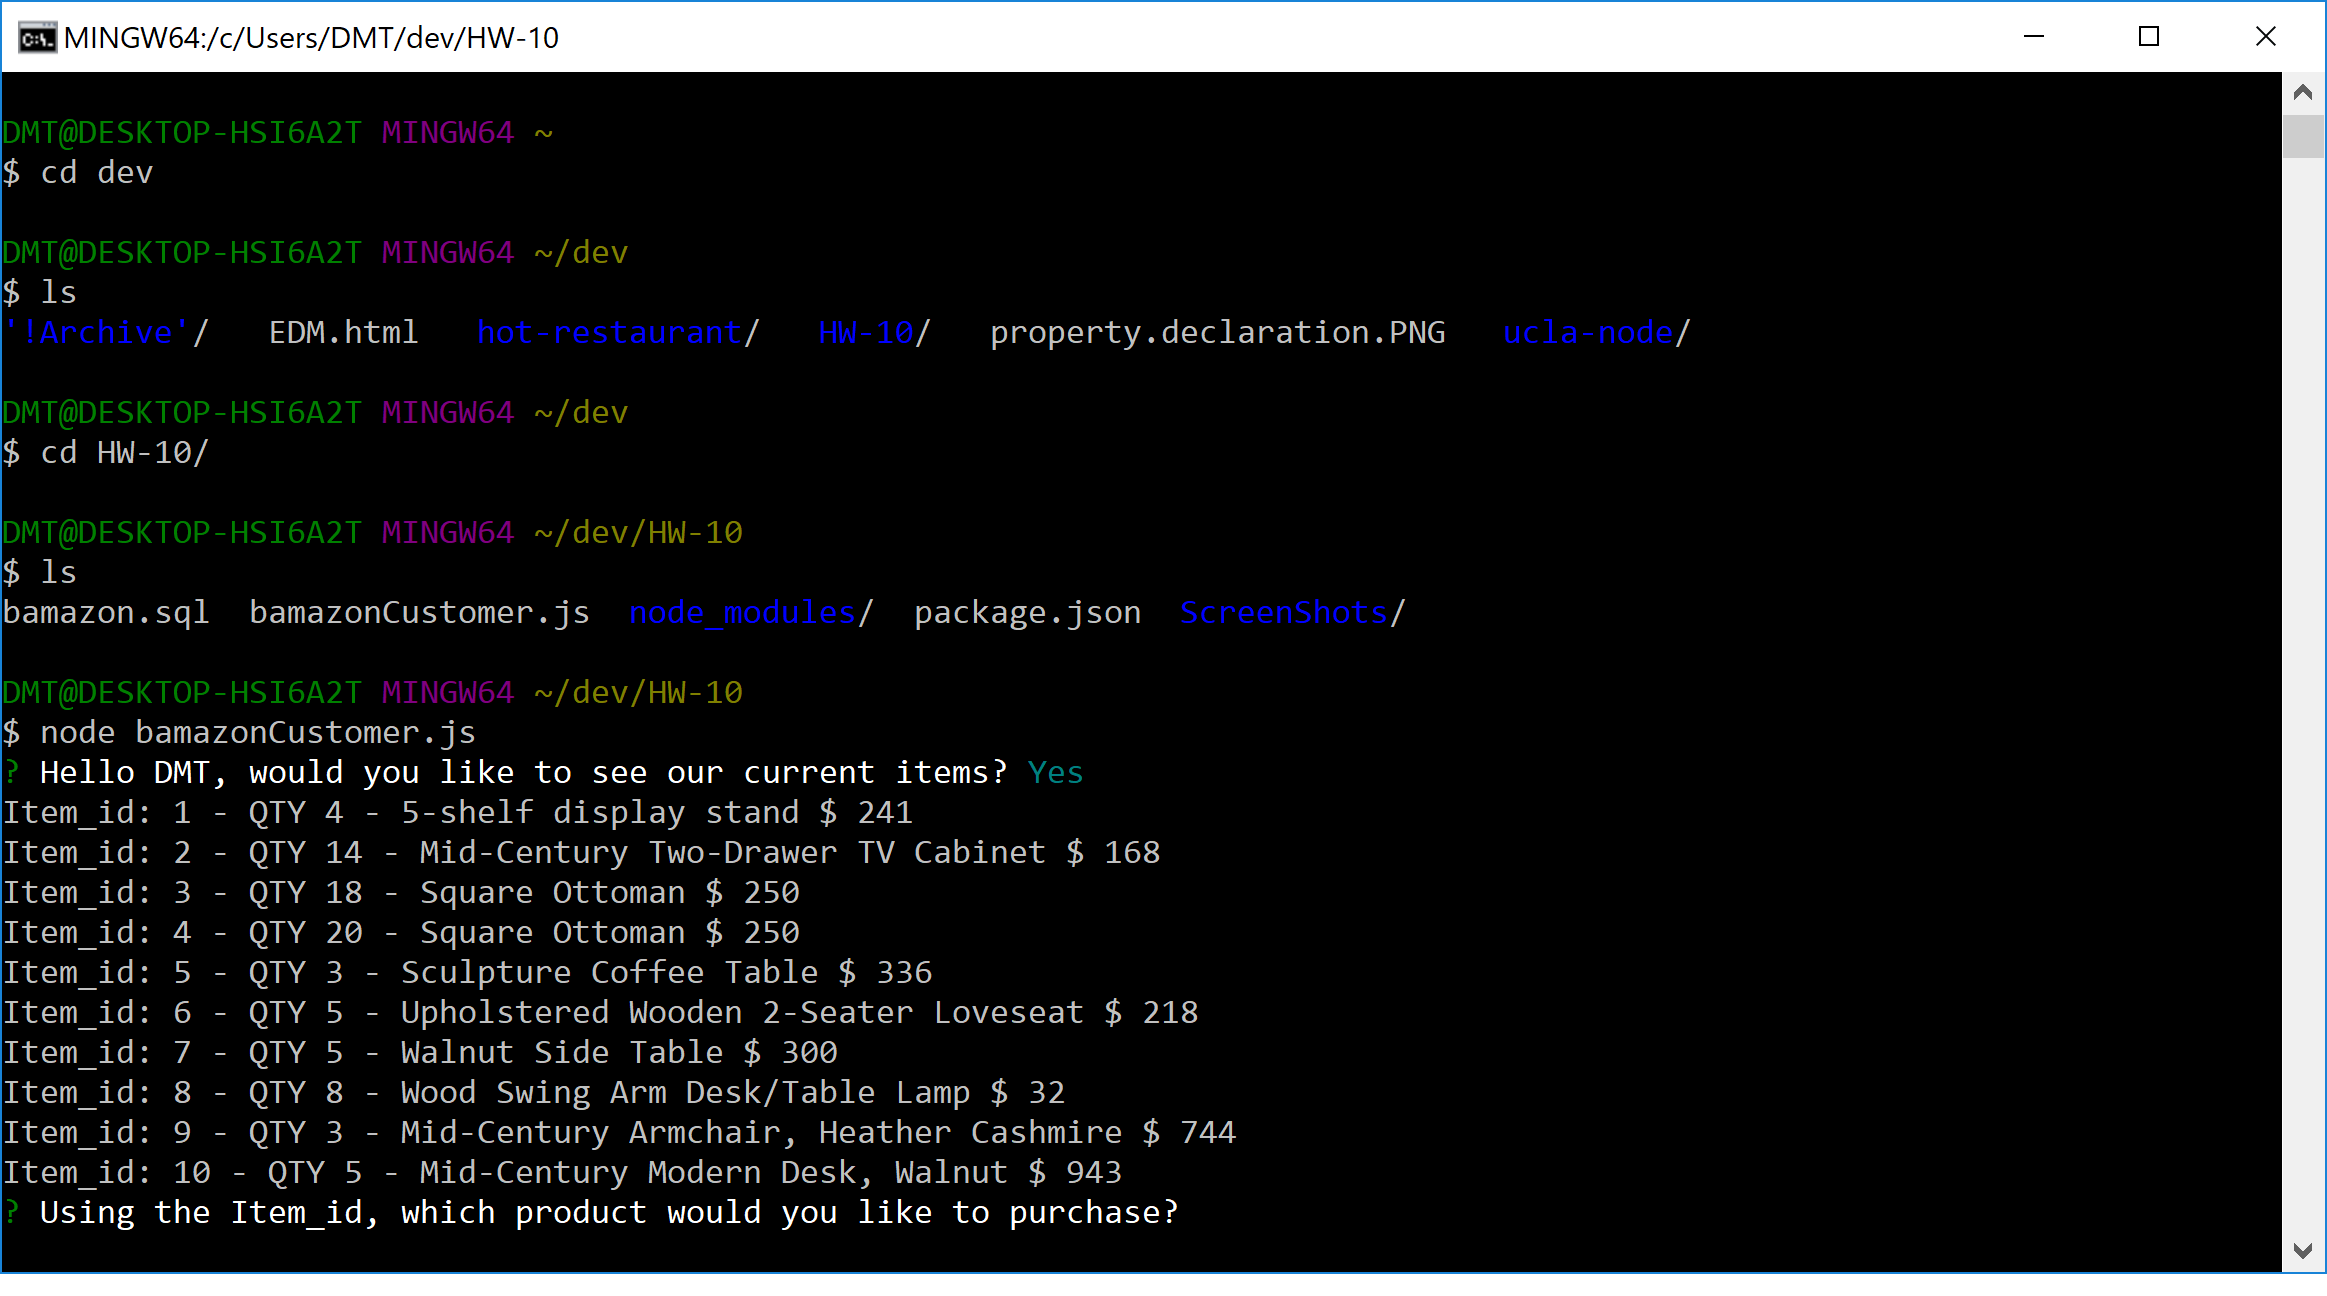 MINGW64:/c/Users/DMT/dev/HW-10
DMT@DESKTOP-HSI6A2T MINGW64 ~
$ cd dev
DMT@DESKTOP-HSI6A2T MINGW64 ~/dev
$ ls
'!Archive'/   EDM.html   hot-restaurant/   HW-10/   property.declaration.PNG   ucla-node/
DMT@DESKTOP-HSI6A2T MINGW64 ~/dev
$ cd HW-10/
DMT@DESKTOP-HSI6A2T MINGW64 ~/dev/HW-10
$ ls
bamazon.sql  bamazonCustomer.js  node_modules/  package.json  ScreenShots/
DMT@DESKTOP-HSI6A2T MINGW64 ~/dev/HW-10
$ node bamazonCustomer.js
? Hello DMT, would you like to see our current items? Yes
Item_id: 1 - QTY 4 - 5-shelf display stand $ 241
Item_id: 2 - QTY 14 - Mid-Century Two-Drawer TV Cabinet $ 168
Item_id: 3 - QTY 18 - Square Ottoman $ 250
Item_id: 4 - QTY 20 - Square Ottoman $ 250
Item_id: 5 - QTY 3 - Sculpture Coffee Table $ 336
Item_id: 6 - QTY 5 - Upholstered Wooden 2-Seater Loveseat $ 218
Item_id: 7 - QTY 5 - Walnut Side Table $ 300
Item_id: 8 - QTY 8 - Wood Swing Arm Desk/Table Lamp $ 32
Item_id: 9 - QTY 3 - Mid-Century Armchair, Heather Cashmire $ 744
Item_id: 10 - QTY 5 - Mid-Century Modern Desk, Walnut $ 943
? Using the Item_id, which product would you like to purchase?